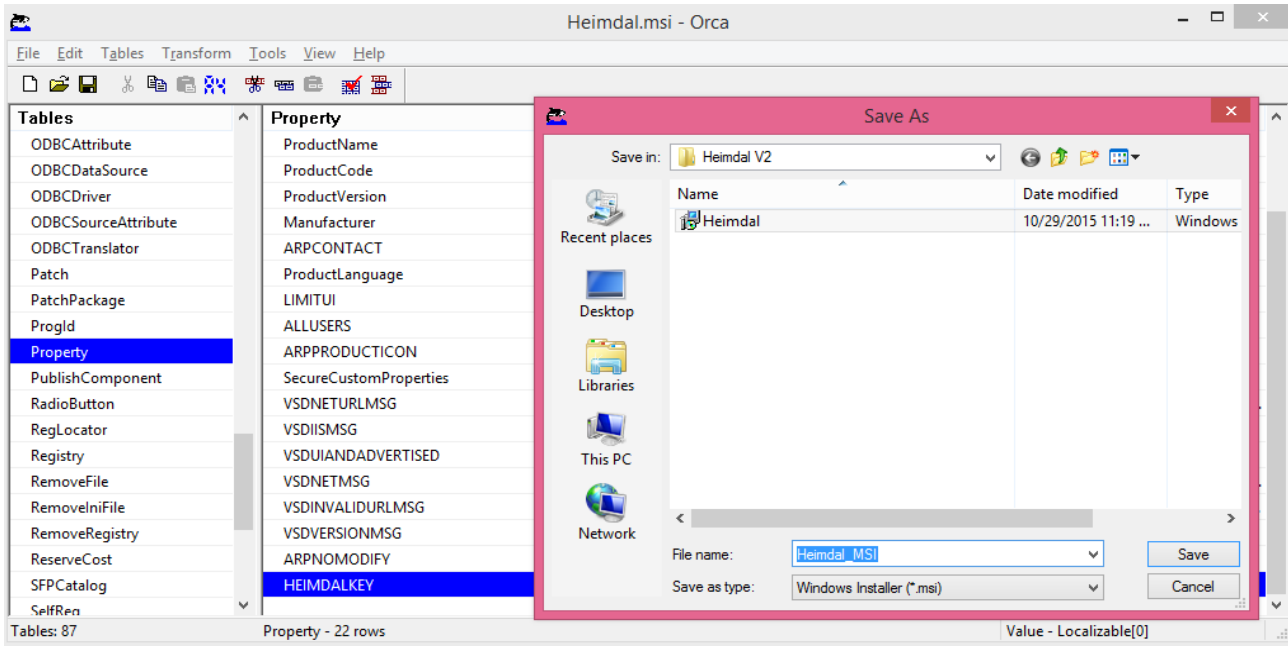 Heimdal.msi - Orca
File Edit Tables Transform Tools View Help
Tables
ODBCAttribute
ODBCDataSource
ODBCDriver
ODBCSourceAttribute
ODBCTranslator
Patch
PatchPackage
ProgId
Property
PublishComponent
RadioButton
RegLocator
Registry
RemoveFile
RemoveIniFile
RemoveRegistry
ReserveCost
SFPCatalog
SelfReg
Property
ProductName
ProductCode
ProductVersion
Manufacturer
ARPCONTACT
ProductLanguage
LIMITUI
ALLUSERS
ARPPRODUCTICON
SecureCustomProperties
VSDNETURLMSG
VSDIISMSG
VSDUIANDADVERTISED
VSDNETMSG
VSDINVALIDURLMSG
VSDVERSIONMSG
ARPNOMODIFY
HEIMDALKEY
Save As
Save in: Heimdal V2
Recent places
Desktop
Libraries
This PC
Network
Name Date modified Type
Heimdal 10/29/2015 11:19 ... Windows
File name: Heimdal_MSI Save
Save as type: Windows Installer (*.msi) Cancel
Tables: 87 Property - 22 rows Value - Localizable[0]